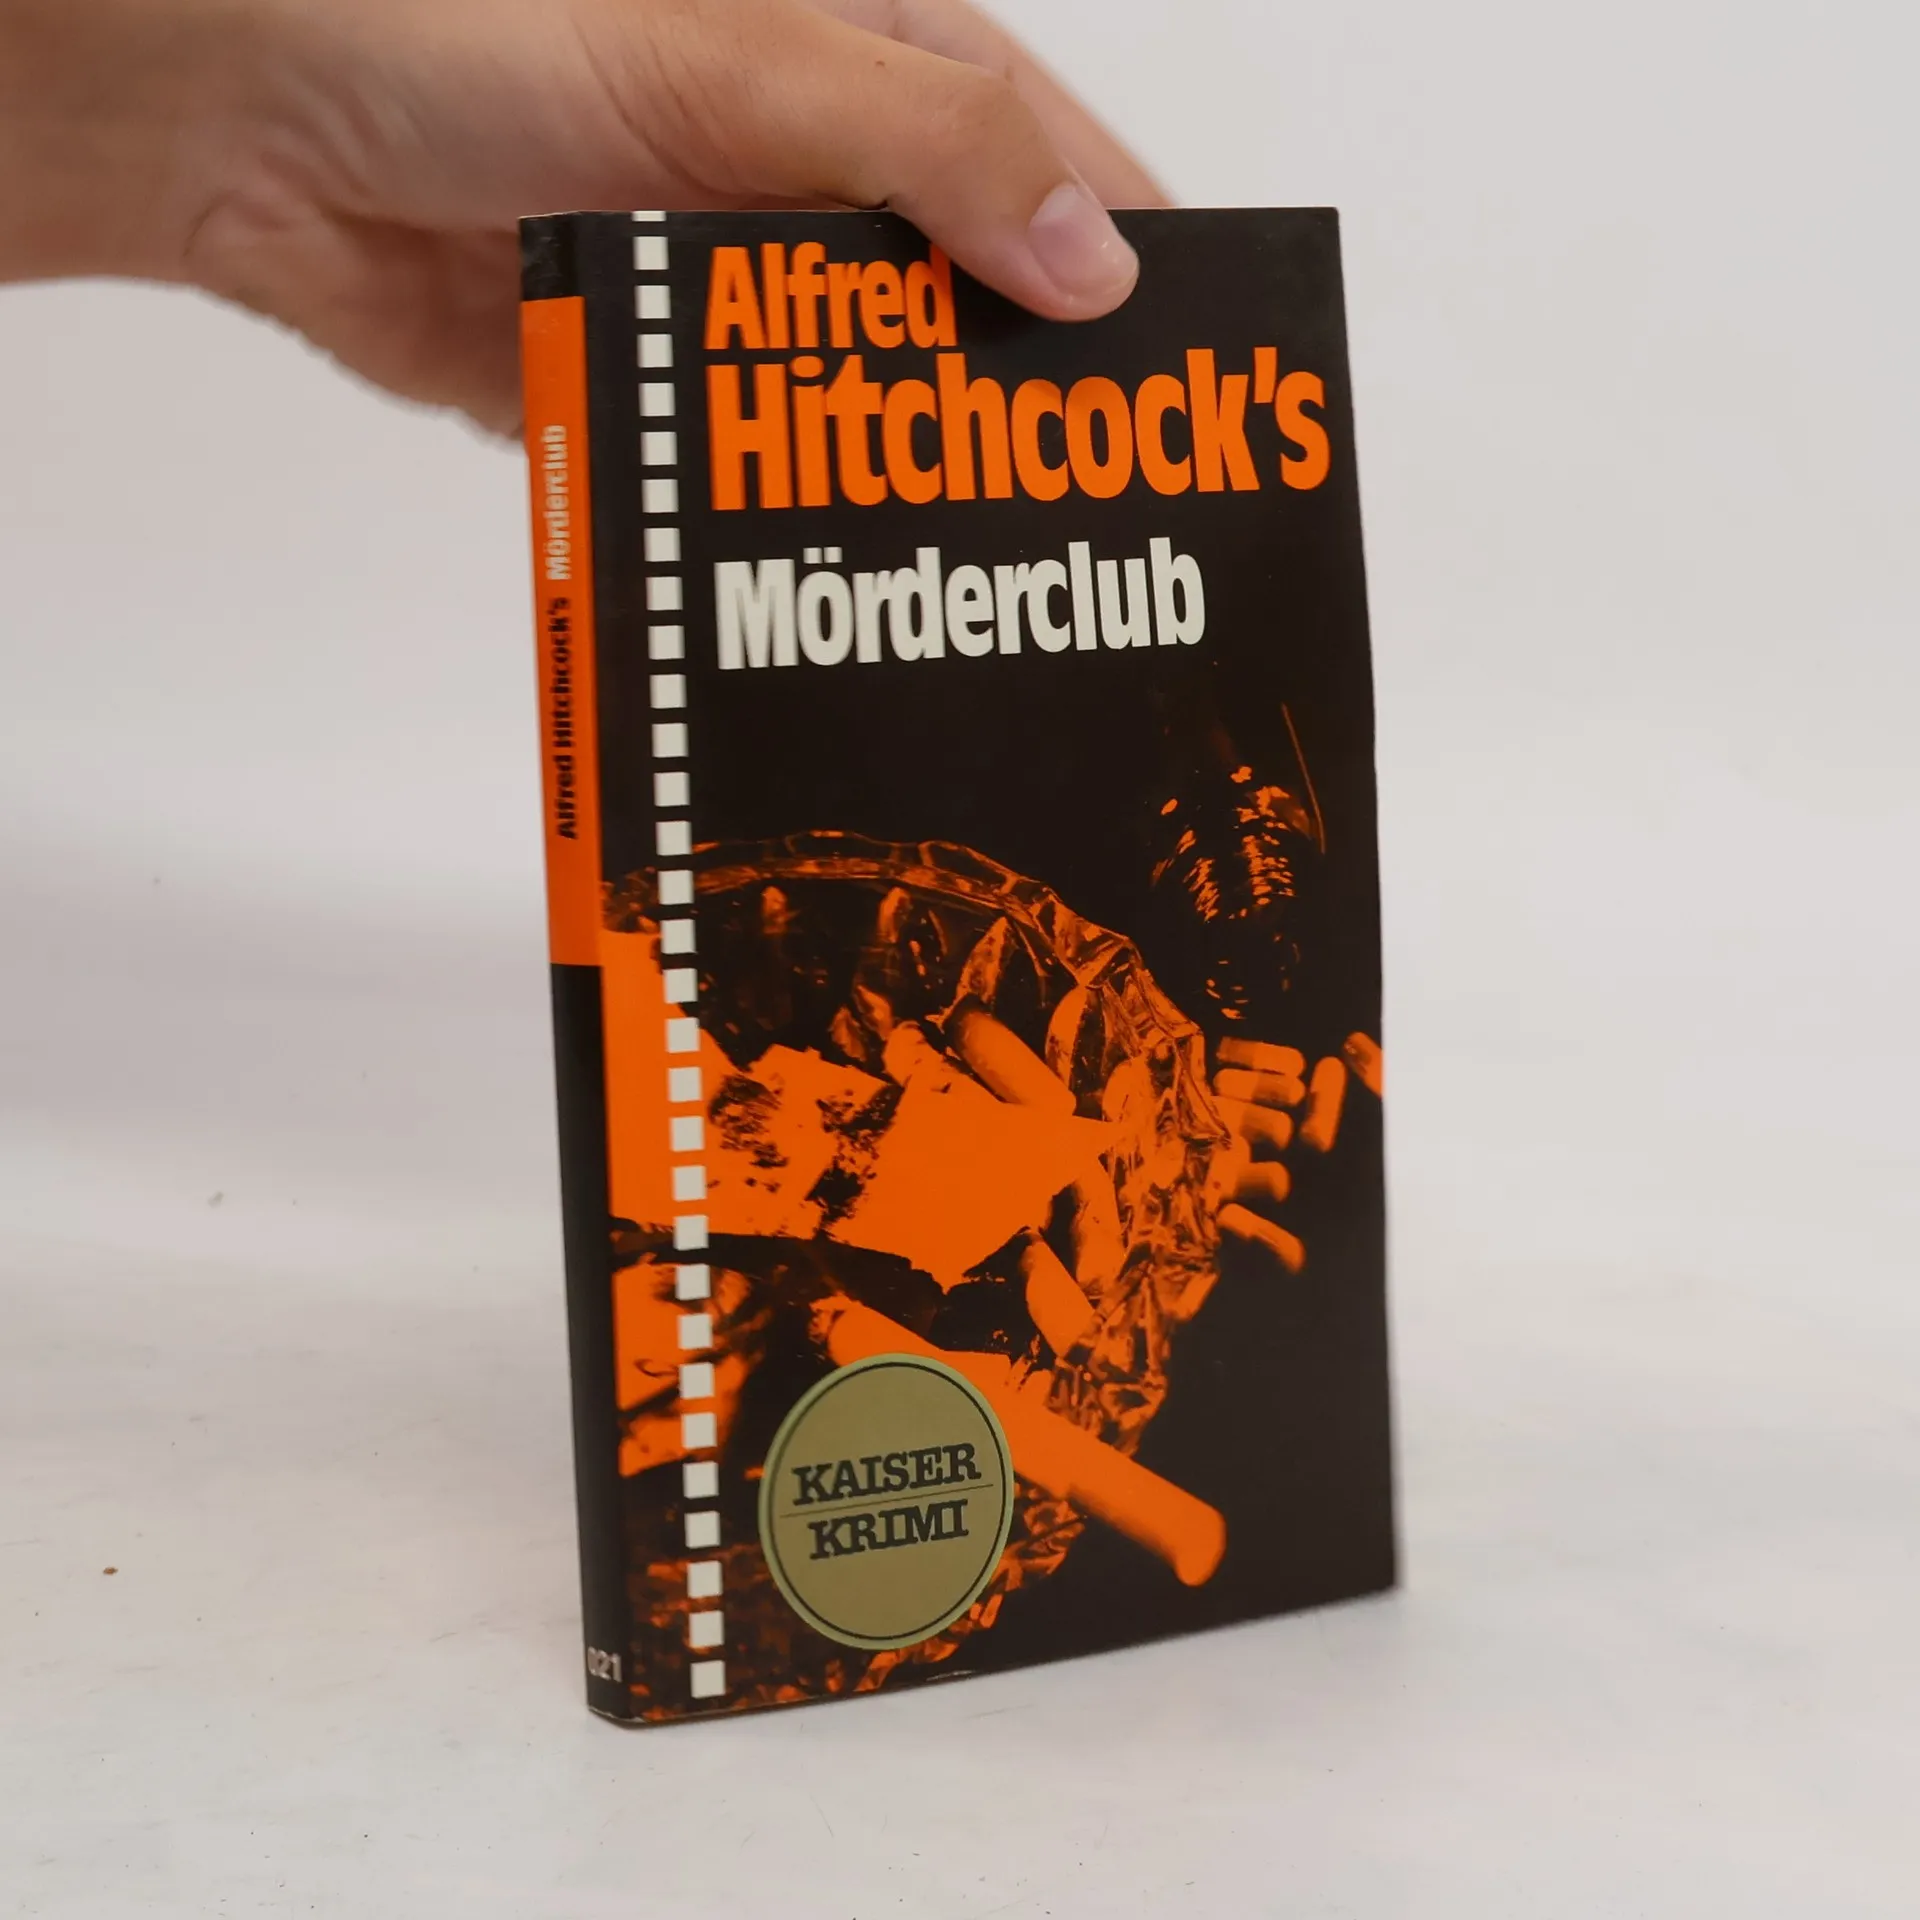 Alfred
Hitchcock's
Mörderclub
KAISER
KRIMI
Alfred Hitchcock's Mörderclub
021